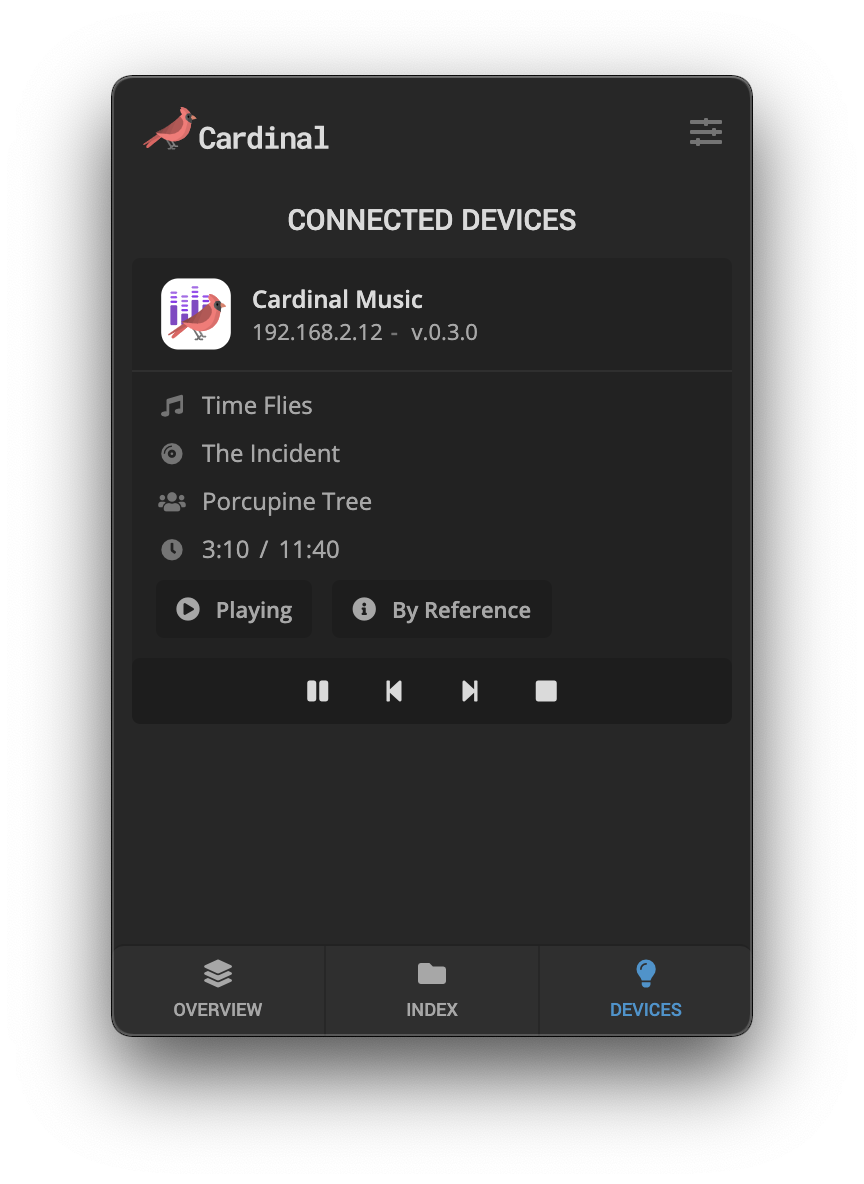 Cardinal
CONNECTED DEVICES
Cardinal Music
192.168.2.12 - v.0.3.0
Time Flies
The Incident
Porcupine Tree
3:10 / 11:40
Playing
By Reference
OVERVIEW
INDEX
DEVICES